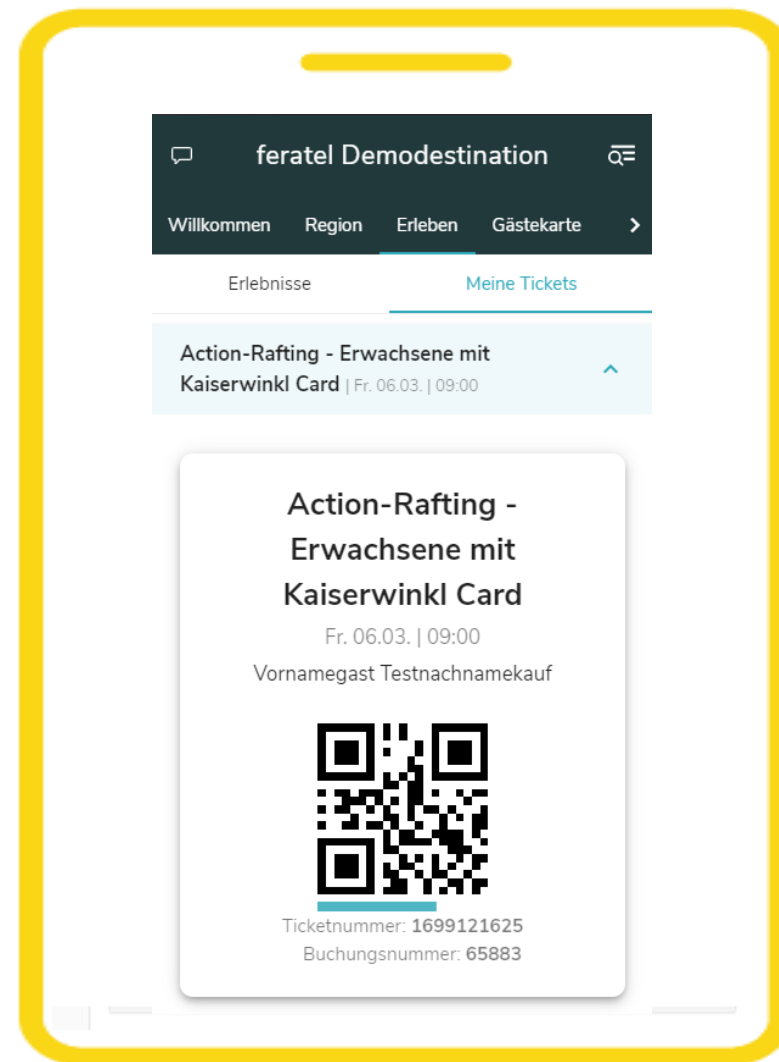 feratel Demodestination
Willkommen Region Erleben Gästekarte
Erlebnisse Meine Tickets
Action-Rafting - Erwachsene mit
Kaiserwinkl Card | Fr. 06.03. | 09:00
Action-Rafting -
Erwachsene mit
Kaiserwinkl Card
Fr. 06.03. | 09:00
Vornamegast Testnachnamekauf
Ticketnummer: 1699121625
Buchungsnummer: 65883